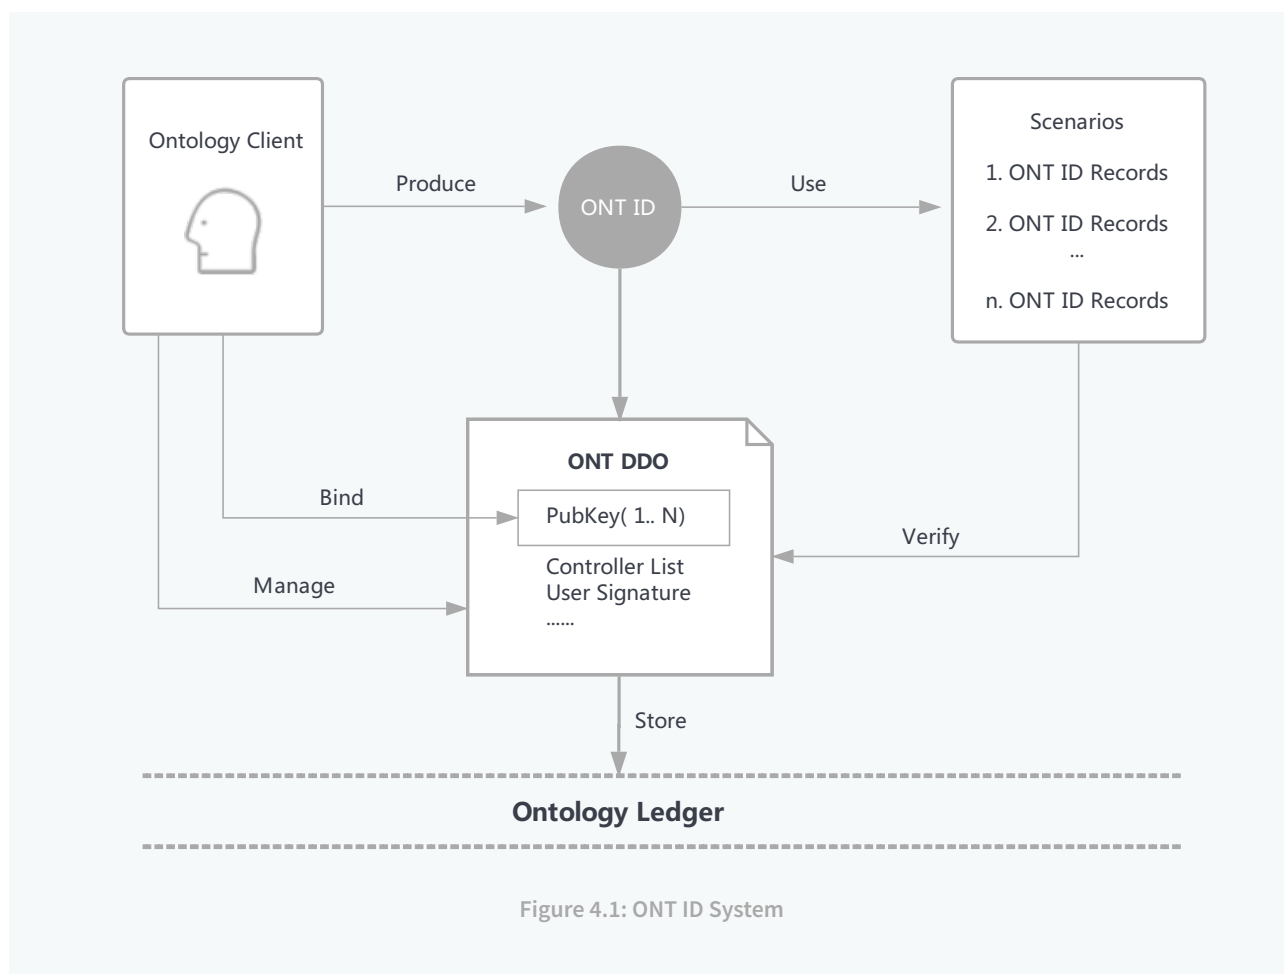 Ontology Client
Produce
ONT ID
Use
Scenarios
1. ONT ID Records
2. ONT ID Records
...
n. ONT ID Records
ONT DDO
Bind
PubKey( 1.. N)
Verify
Controller List
Manage
User Signature
......
Store
Ontology Ledger
Figure 4.1: ONT ID System